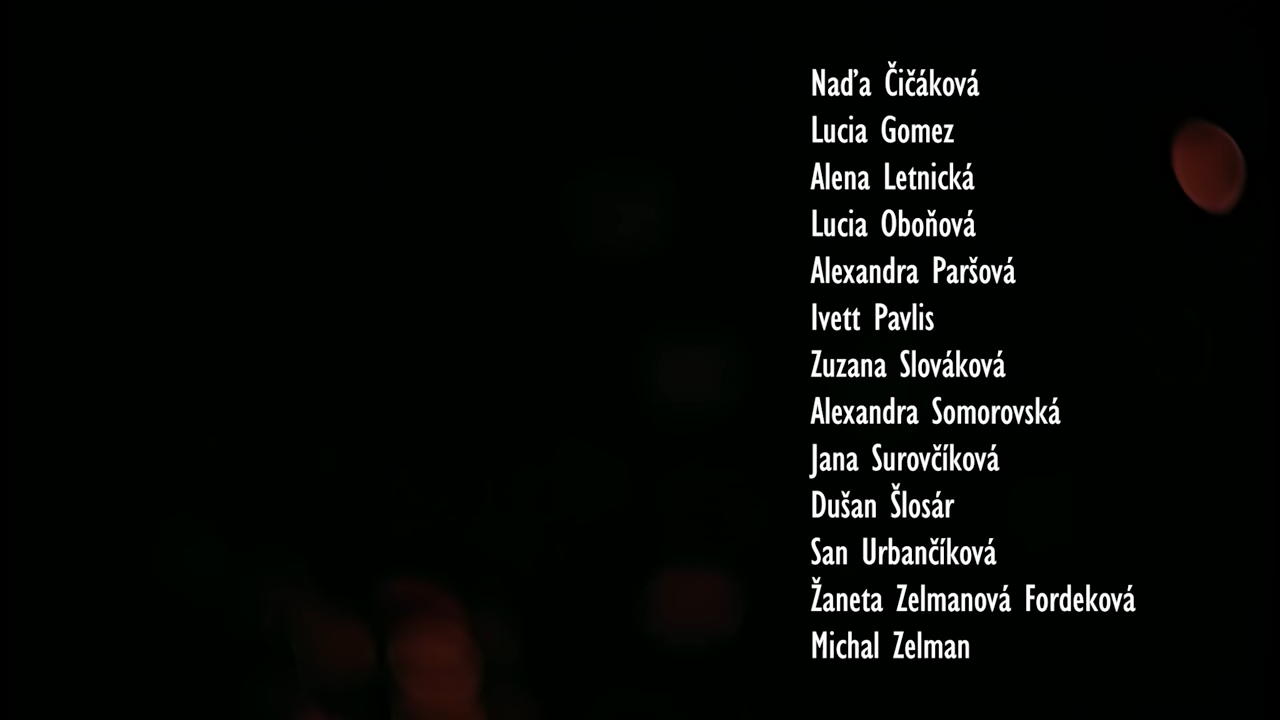 Naďa Čičáková
Lucia Gomez
Alena Letnická
Lucia Oboňová
Alexandra Paršová
Ivett Pavlis
Zuzana Slováková
Alexandra Somorovská
Jana Surovčíková
Dušan Šlosár
San Urbančíková
Žaneta Zelmanová Fordeková
Michal Zelman